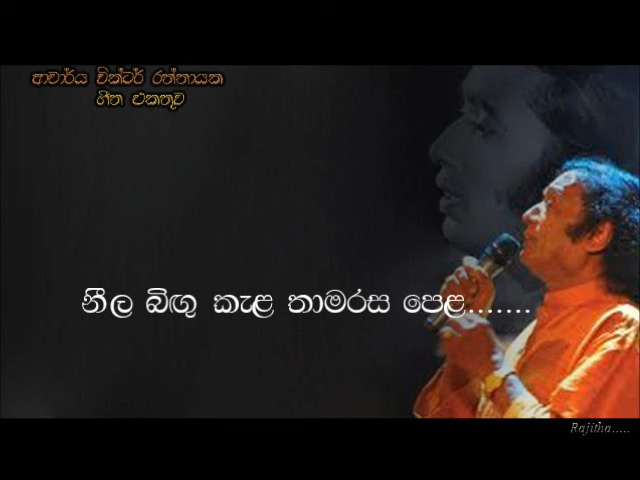 ආචාර්ය වික්ටර් රත්නායක
ගීත එකතුව
නීල බිඟු කැළ තාමරස පෙළ.......
Rajitha.....